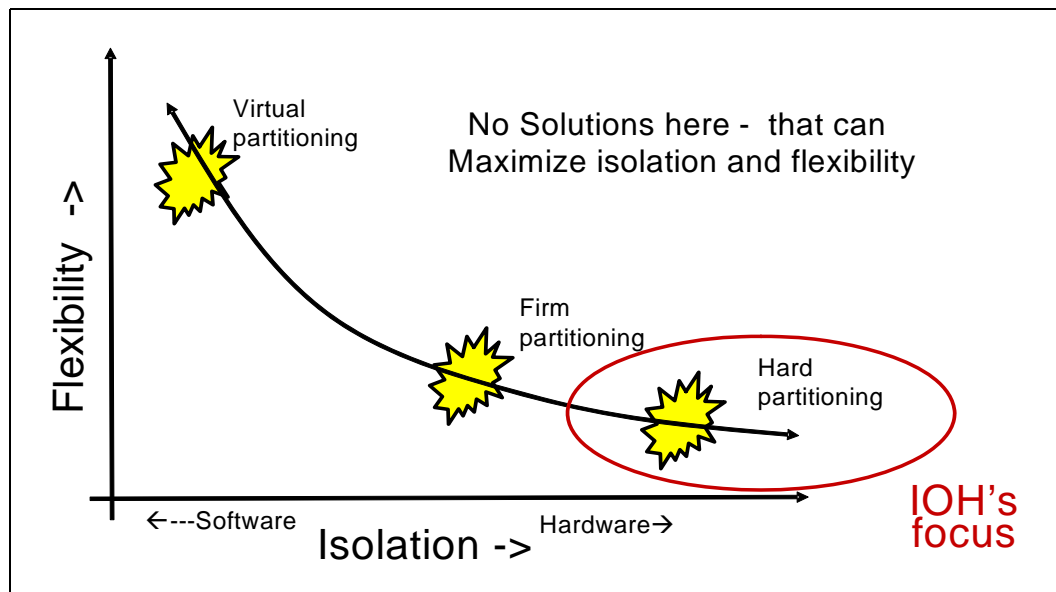 Virtual
partitioning
No Solutions here - that can
Maximize isolation and flexibility
Flexibility ->
Firm
partitioning
Hard
partitioning
IOH's
focus
←---Software
Hardware→
Isolation ->